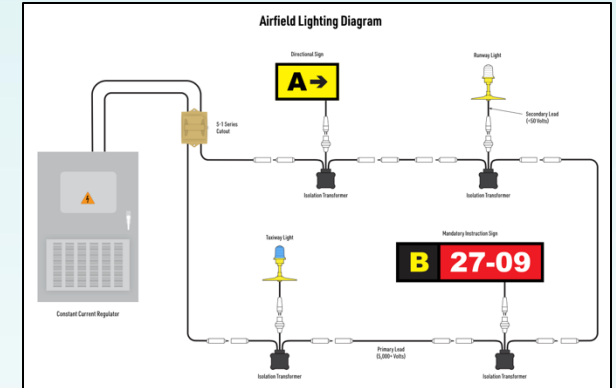 Airfield Lighting Diagram
Directional Sign
A→
Runway Light
S-1 Series
Cutout
Secondary Lead
(<50 Volts)
Isolation Transformer
Isolation Transformer
Taxiway Light
Mandatory Instruction Sign
B 27-09
Constant Current Regulator
Primary Lead
(5,000+ Volts)
Isolation Transformer
Isolation Transformer